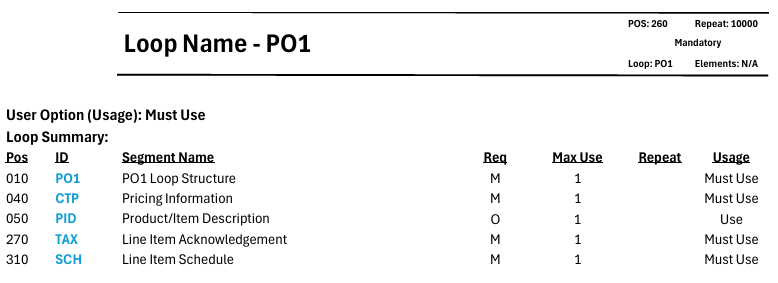 POS: 260 Repeat: 10000
Loop Name - PO1
Mandatory
Loop: PO1 Elements: N/A
User Option (Usage): Must Use
Loop Summary:
Pos ID Segment Name Req Max Use Repeat Usage
010 PO1 PO1 Loop Structure M 1 Must Use
040 CTP Pricing Information M 1 Must Use
050 PID Product/Item Description O 1 Use
270 TAX Line Item Acknowledgement M 1 Must Use
310 SCH Line Item Schedule M 1 Must Use